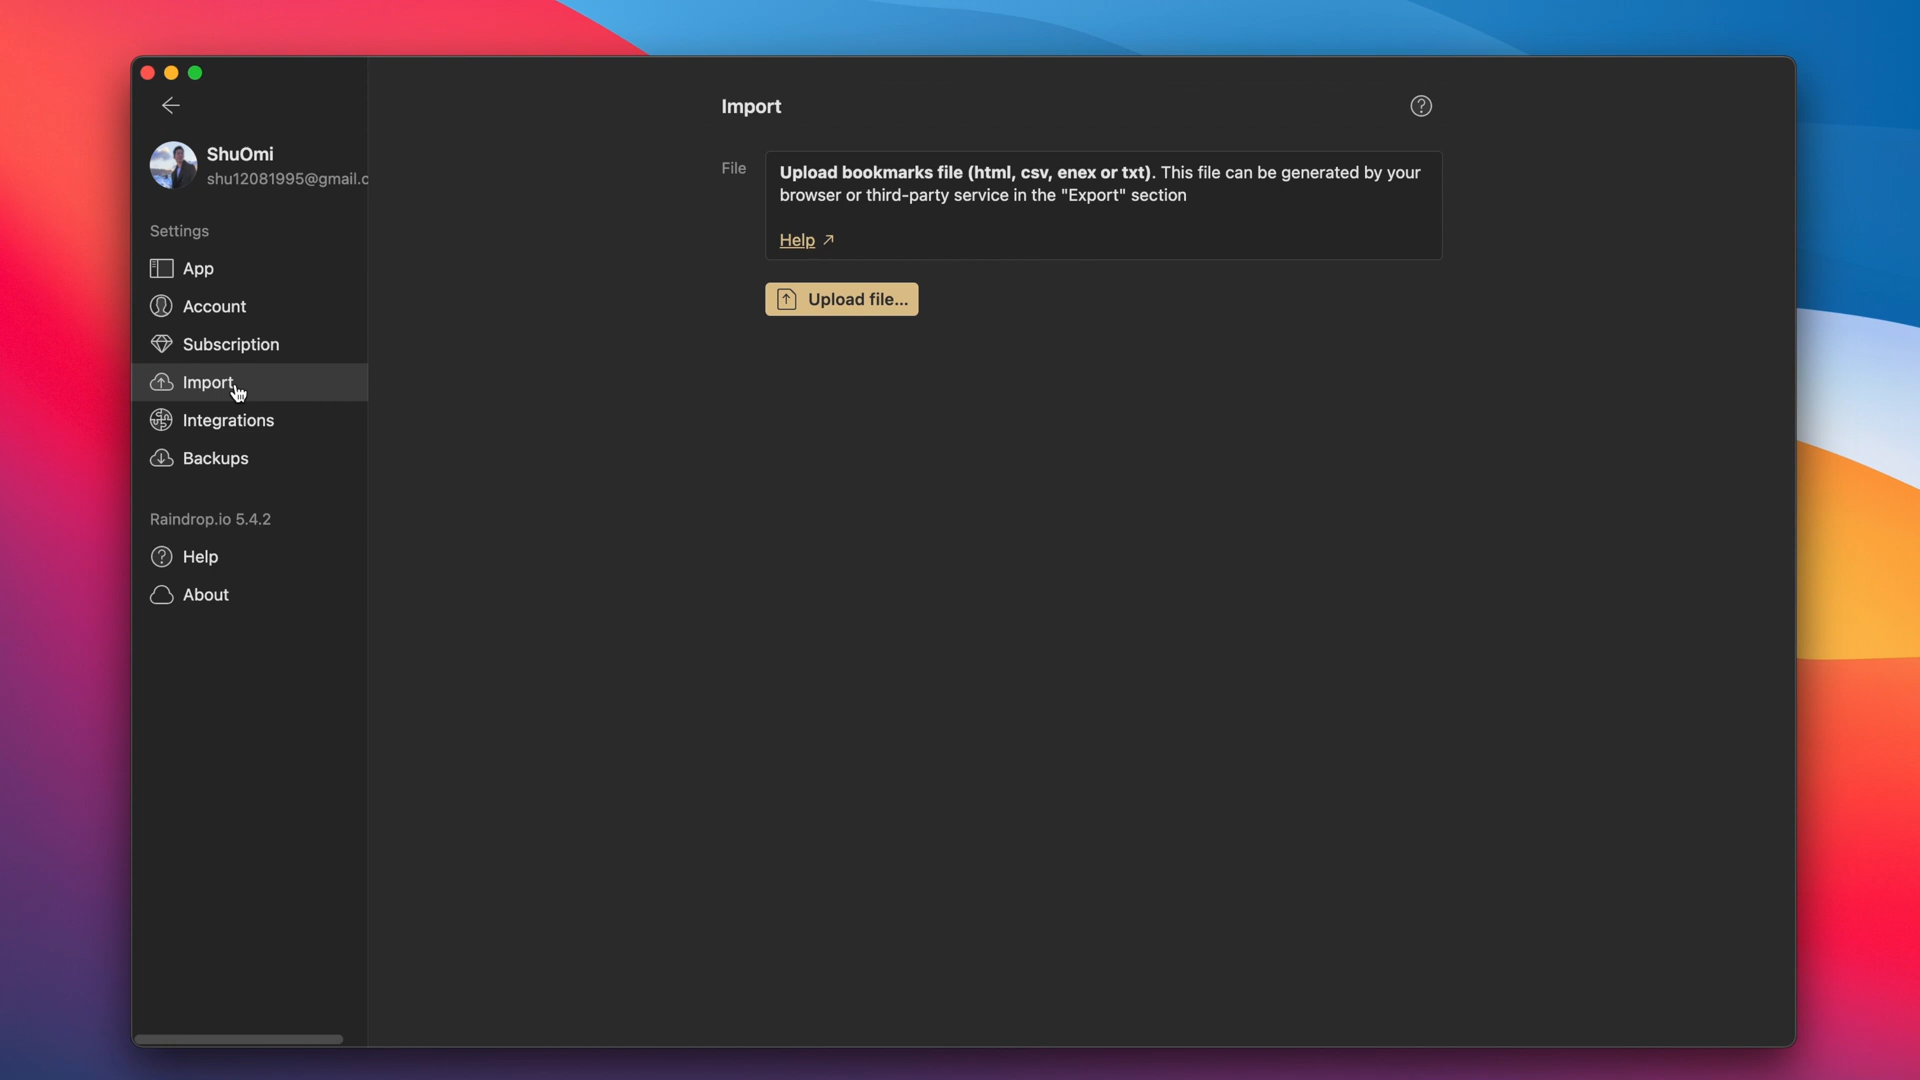 ShuOmi
shu12081995@gmail.c
Settings
App
Account
Subscription
Import
Integrations
Backups
Raindrop.io 5.4.2
Help
About
Import
File
Upload bookmarks file (html, csv, enex or txt). This file can be generated by your
browser or third-party service in the "Export" section
Help ↗
Upload file...